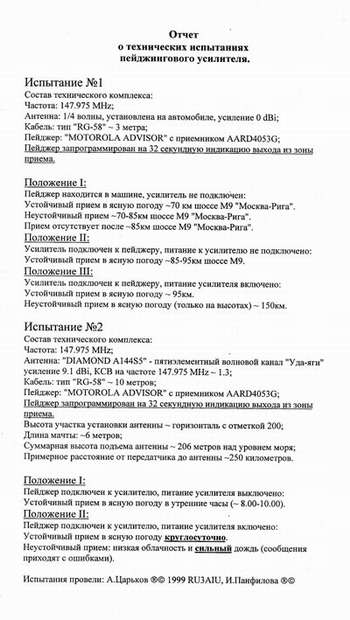 Отчет
о технических испытаниях
пейджингового усилителя.
Испытание №1
Состав технического комплекса:
Частота: 147.975 MHz;
Антенна: 1/4 волны, установлена на автомобиле, усиление 0 dBi;
Кабель: тип "RG-58" ~ 3 метра;
Пейджер: "MOTOROLA ADVISOR" с приемником AARD4053G;
Пейджер запрограммирован на 32 секундную индикацию выхода из зоны
приема.
Положение I:
Пейджер находится в машине, усилитель не подключен:
Устойчивый прием в ясную погоду ~70 км шоссе М9 "Москва-Рига".
Неустойчивый прием ~70-85км шоссе М9 "Москва-Рига".
Прием отсутствует после ~85км шоссе М9 "Москва-Рига".
Положение II:
Усилитель подключен к пейджеру, питание к усилителю не подключено:
Устойчивый прием в ясную погоду ~85-95км шоссе М9.
Положение III:
Усилитель подключен к пейджеру, питание усилителя включено:
Устойчивый прием в ясную погоду ~ 95км.
Неустойчивый прием в ясную погоду (только на высотах) ~ 150км.
Испытание №2
Состав технического комплекса:
Частота: 147.975 MHz;
Антенна: "DIAMOND A144S5" - пятиэлементый волновой канал "Уда-яги"
усиление 9.1 dBi, КСВ на частоте 147.975 MHz ~ 1.3;
Кабель: тип "RG-58" ~ 10 метров;
Пейджер: "MOTOROLA ADVISOR" с приемником AARD4053G;
Пейджер запрограммирован на 32 секундную индикацию выхода из зоны
приема.
Высота участка установки антенны ~ горизонталь с отметкой 200;
Длина мачты: ~6 метров;
Суммарная высота подъема антенны ~ 206 метров над уровнем моря;
Примерное расстояние от передатчика до антенны ~250 километров.
Положение I:
Пейджер подключен к усилителю, питание усилителя выключено:
Устойчивый прием в ясную погоду в утренние часы (~ 8.00-10.00).
Положение II:
Пейджер подключен к усилителю, питание усилителя включено:
Устойчивый прием в ясную погоду круглосуточно.
Неустойчивый прием: низкая облачность и сильный дождь (сообщения
приходят с ошибками).
Испытания провели: А.Царьков ®© 1999 RU3AIU, И.Панфилова ®©